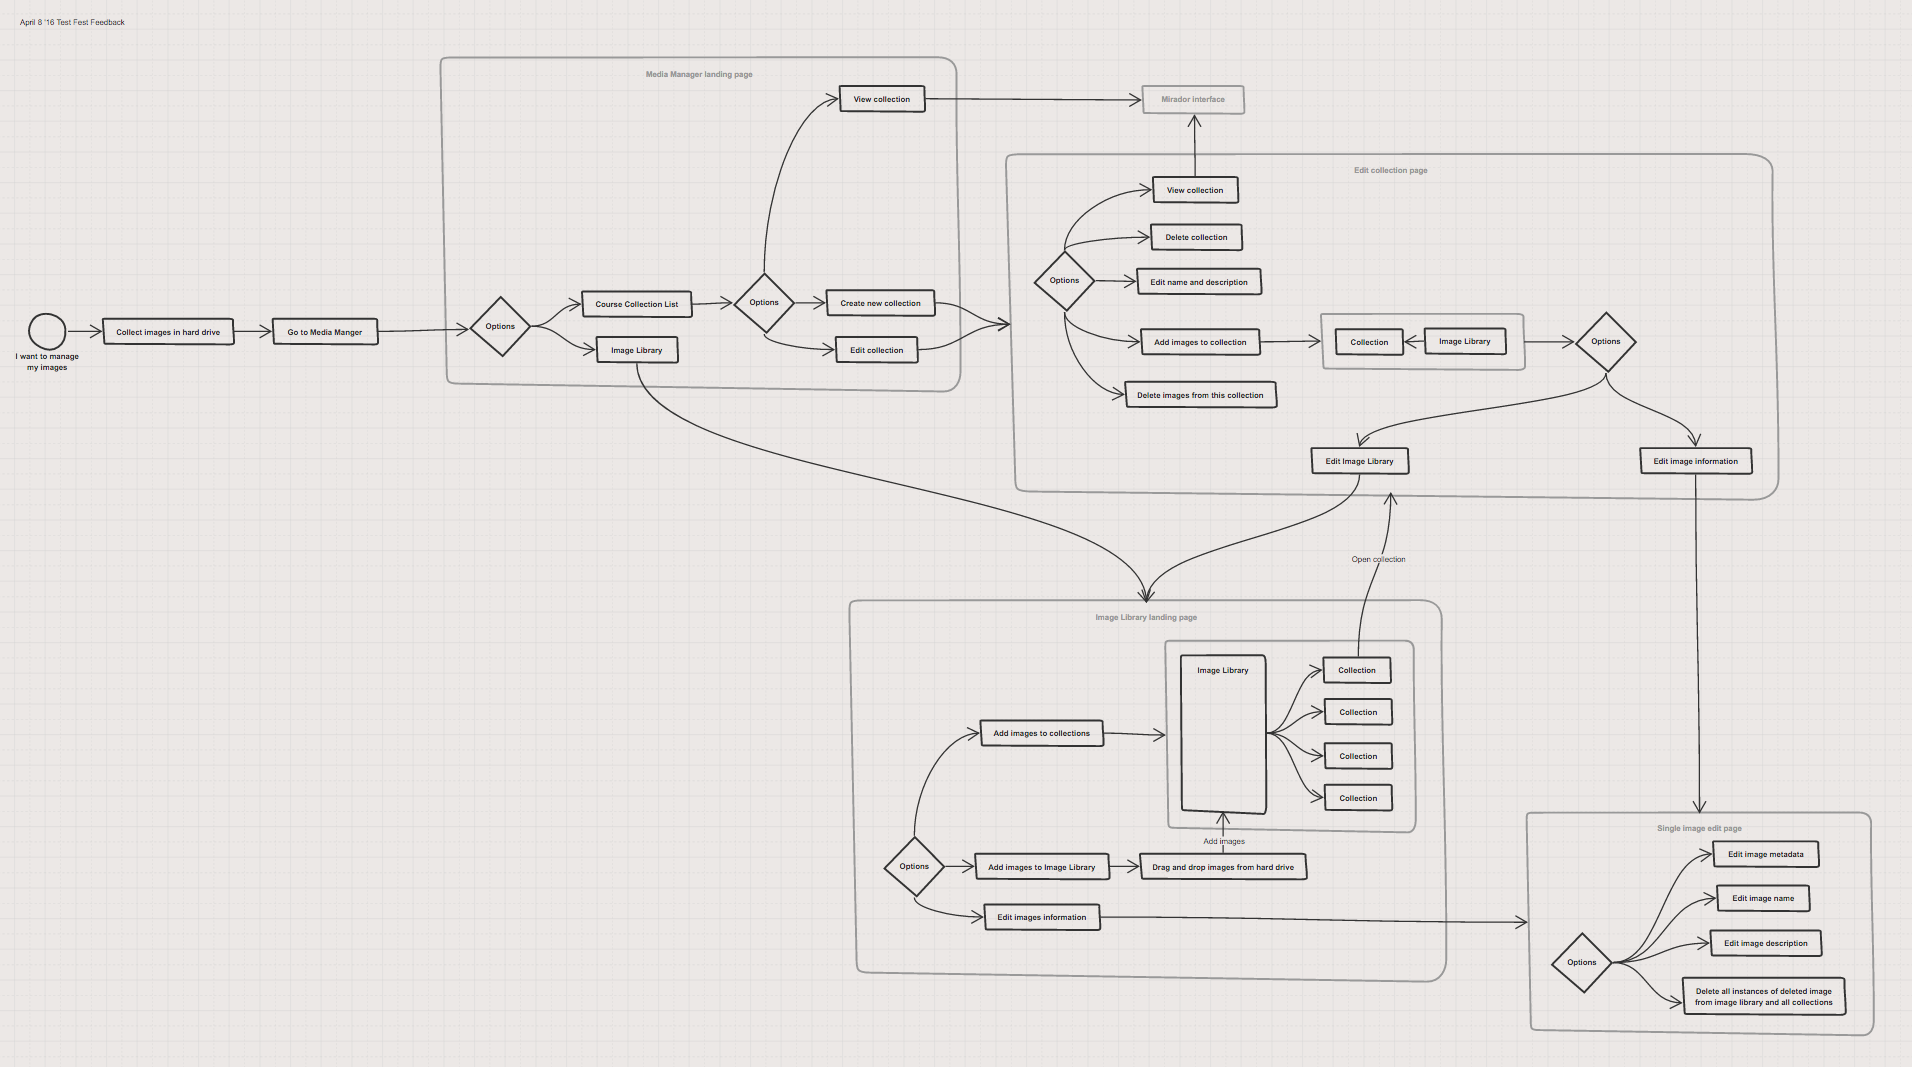 April 8 '16 Test Fest Feedback
Media Manager landing page
View collection
Mirador interface
Edit collection page
View collection
Delete collection
Options
Edit name and description
Options
Course Collection List
Options
Create new collection
I want to manage
my images
Collect images in hard drive
Go to Media Manger
Image Library
Edit collection
Add images to collection
Collection
Image Library
Options
Delete images from this collection
Edit Image Library
Edit image information
Open collection
Image Library landing page
Image Library
Collection
Collection
Add images to collections
Collection
Collection
Add images
Options
Add images to Image Library
Drag and drop images from hard drive
Edit images information
Single image edit page
Edit image metadata
Edit image name
Edit image description
Options
Delete all instances of deleted image
from image library and all collections